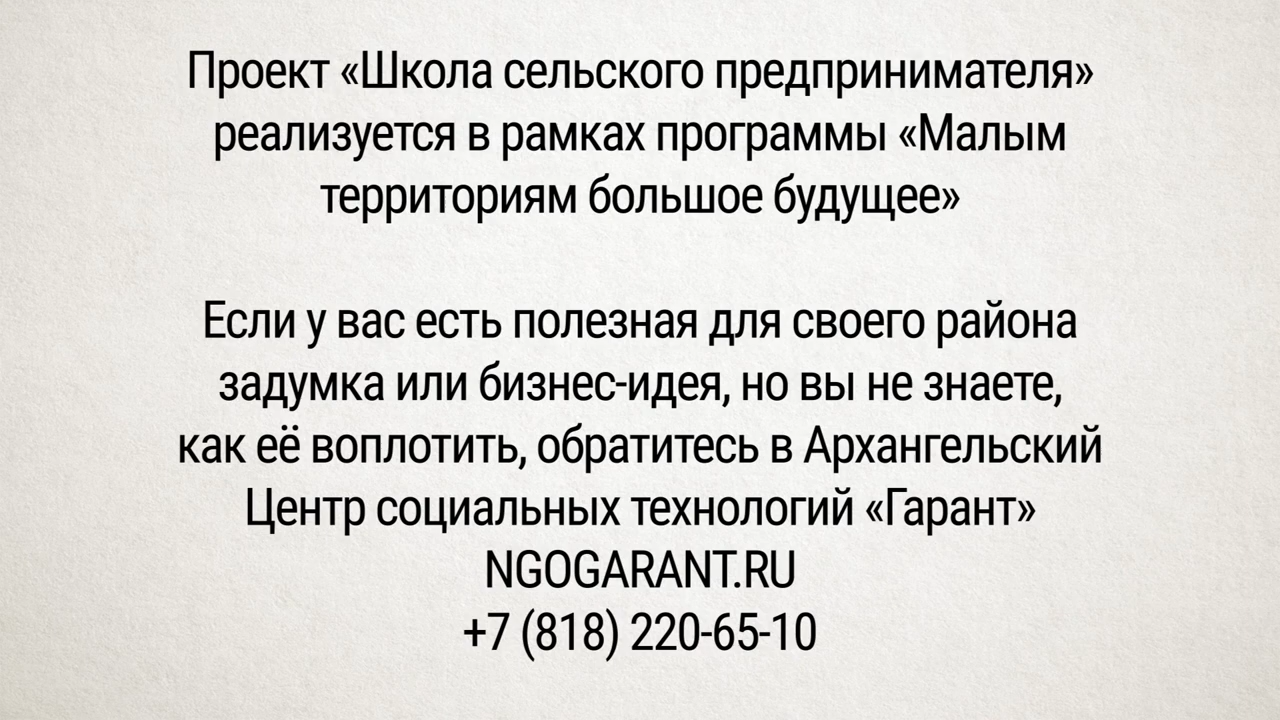 Проект «Школа сельского предпринимателя»
реализуется в рамках программы «Малым
территориям большое будущее»
Если у вас есть полезная для своего района
задумка или бизнес-идея, но вы не знаете,
как её воплотить, обратитесь в Архангельский
Центр социальных технологий «Гарант»
NGOGARANT.RU
+7 (818) 220-65-10